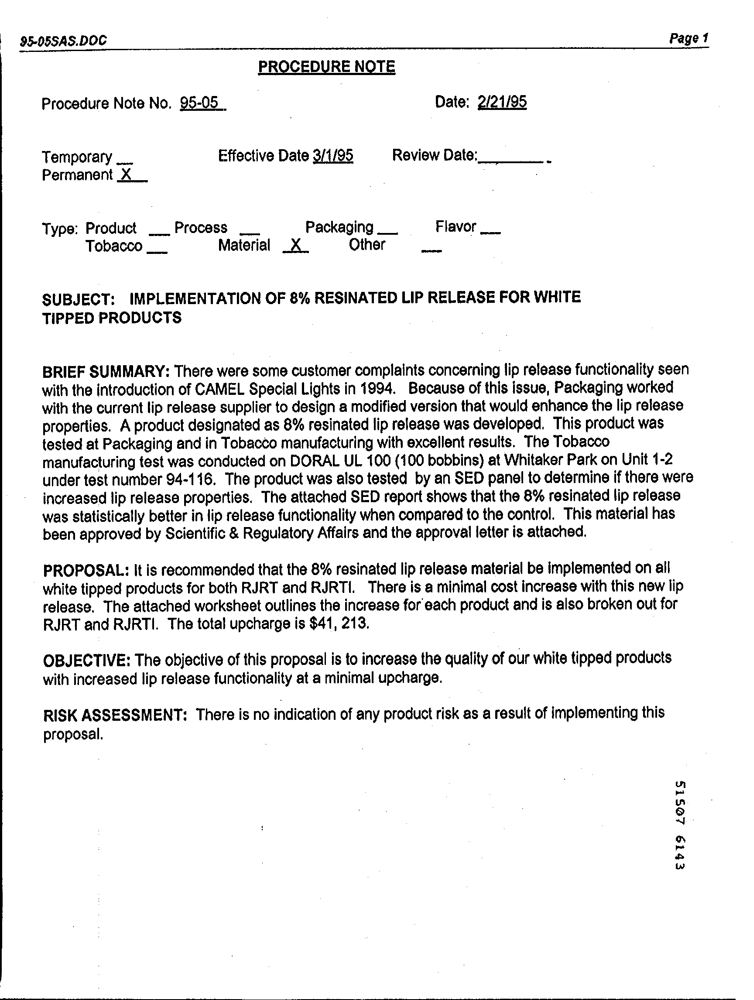 95-05SAS.DOC Page 1
PROCEDURE NOTE
Procedure Note No. 95-05 Date: 2/21/95
Temporary __ Effective Date 3/1/95 Review Date:________ _
Permanent X
Type: Product __ Process __ Packaging __ Flavor __
Tobacco __ Material X Other __
SUBJECT: IMPLEMENTATION OF 8% RESINATED LIP RELEASE FOR WHITE
TIPPED PRODUCTS
BRIEF SUMMARY: There were some customer complaints concerning lip release functionality seen
with the introduction of CAMEL Special Lights in 1994. Because of this issue, Packaging worked
with the current lip release supplier to design a modified version that would enhance the lip release
properties. A product designated as 8% resinated lip release was developed. This product was
tested at Packaging and in Tobacco manufacturing with excellent results. The Tobacco
manufacturing test was conducted on DORAL UL 100 (100 bobbins) at Whitaker Park on Unit 1-2
under test number 94-116. The product was also tested by an SED panel to determine if there were
increased lip release properties. The attached SED report shows that the 8% resinated lip release
was statistically better in lip release functionality when compared to the control. This material has
been approved by Scientific & Regulatory Affairs and the approval letter is attached.
PROPOSAL: It is recommended that the 8% resinated lip release material be implemented on all
white tipped products for both RJRT and RJRTI. There is a minimal cost increase with this new lip
release. The attached worksheet outlines the increase for each product and is also broken out for
RJRT and RJRTI. The total upcharge is $41, 213.
OBJECTIVE: The objective of this proposal is to increase the quality of our white tipped products
with increased lip release functionality at a minimal upcharge.
RISK ASSESSMENT: There is no indication of any product risk as a result of implementing this
proposal.
51507 6143